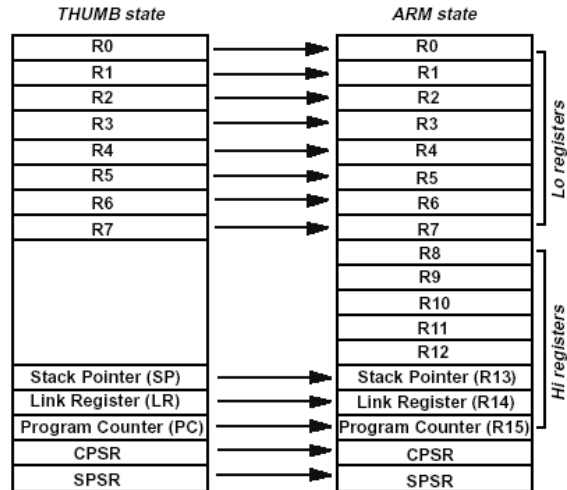 THUMB state
ARM state
R0
R0
R1
R1
R2
R2
R3
R3
R4
R4
R5
R5
R6
R6
R7
R7
Lo registers
R8
R9
R10
R11
R12
Stack Pointer (SP)
Stack Pointer (R13)
Link Register (LR)
Link Register (R14)
Program Counter (PC)
Program Counter (R15)
Hi registers
CPSR
CPSR
SPSR
SPSR